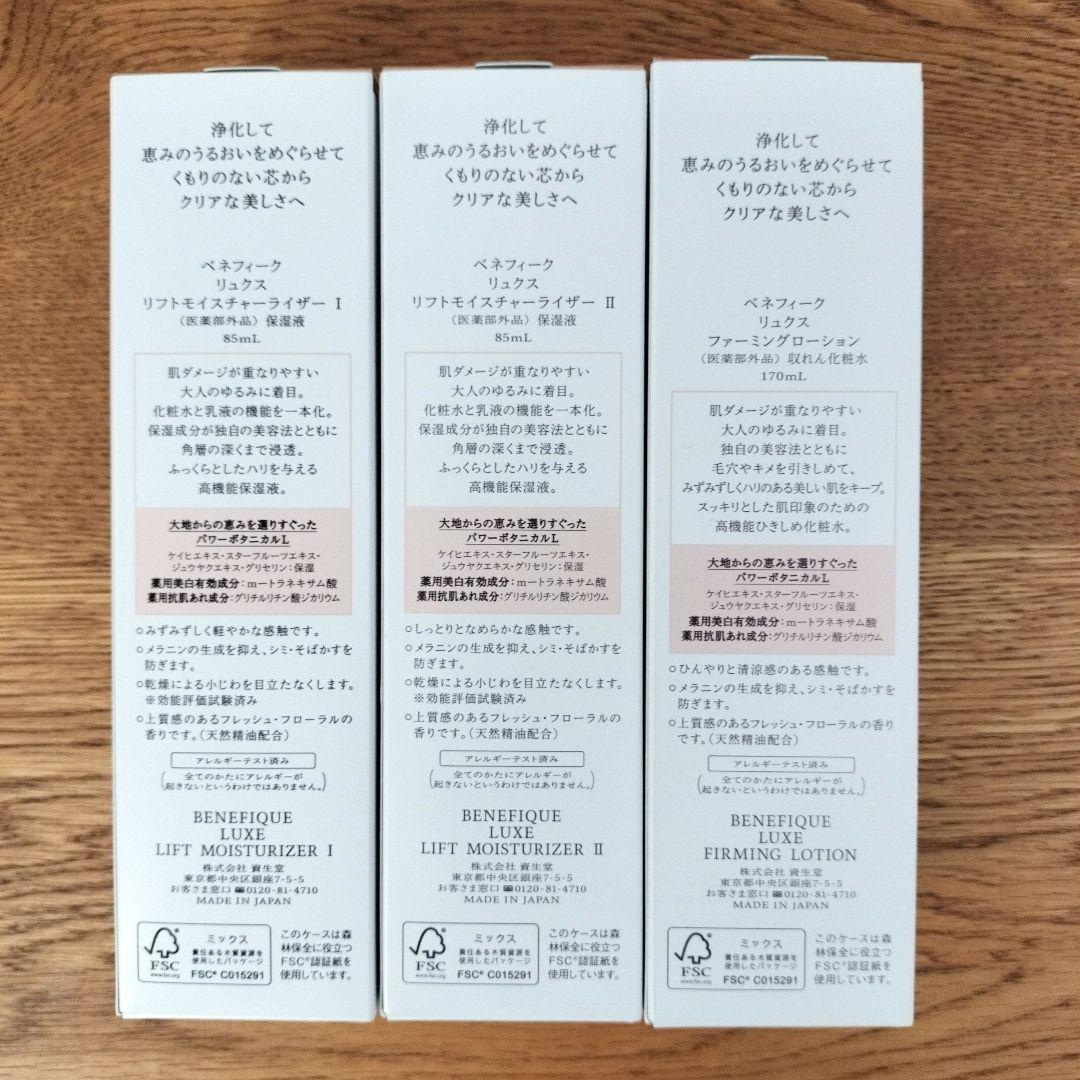 浄化して
恵みのうるおいをめぐらせて
くもりのない芯から
クリアな美しさへ
ベネフィーク
リュクス
リフトモイスチャーライザー Ⅰ
（医薬部外品）保湿液
85mL
肌ダメージが重なりやすい
大人のゆるみに着目。
化粧水と乳液の機能を一本化。
保湿成分が独自の美容法とともに
角層の深くまで浸透。
ふっくらとしたハリを与える
高機能保湿液。
大地からの恵みを選りすぐった
パワーボタニカルL
ケイヒエキス・スターフルーツエキス・
ジュウヤクエキス・グリセリン：保湿
薬用美白有効成分：m－トラネキサム酸
薬用抗肌あれ成分：グリチルリチン酸ジカリウム
○みずみずしく軽やかな感触です。
○メラニンの生成を抑え、シミ・そばかすを
防ぎます。
○乾燥による小じわを目立たなくします。
※効能評価試験済み
○上質感のあるフレッシュ・フローラルの
香りです。（天然精油配合）
アレルギーテスト済み
（全てのかたにアレルギーが
起きないというわけではありません。）
BENEFIQUE
LUXE
LIFT MOISTURIZER Ⅰ
株式会社 資生堂
東京都中央区銀座7-5-5
お客さま窓口 ☎0120-81-4710
MADE IN JAPAN
FSC
www.fsc.org
ミックス
責任ある木質資源を
使用したパッケージ
FSC® C015291
このケースは森
林保全に役立つ
FSC®認証紙を
使用しています。
浄化して
恵みのうるおいをめぐらせて
くもりのない芯から
クリアな美しさへ
ベネフィーク
リュクス
リフトモイスチャーライザー Ⅱ
（医薬部外品）保湿液
85mL
肌ダメージが重なりやすい
大人のゆるみに着目。
化粧水と乳液の機能を一本化。
保湿成分が独自の美容法とともに
角層の深くまで浸透。
ふっくらとしたハリを与える
高機能保湿液。
大地からの恵みを選りすぐった
パワーボタニカルL
ケイヒエキス・スターフルーツエキス・
ジュウヤクエキス・グリセリン：保湿
薬用美白有効成分：m－トラネキサム酸
薬用抗肌あれ成分：グリチルリチン酸ジカリウム
○しっとりとなめらかな感触です。
○メラニンの生成を抑え、シミ・そばかすを
防ぎます。
○乾燥による小じわを目立たなくします。
※効能評価試験済み
○上質感のあるフレッシュ・フローラルの
香りです。（天然精油配合）
アレルギーテスト済み
（全てのかたにアレルギーが
起きないというわけではありません。）
BENEFIQUE
LUXE
LIFT MOISTURIZER Ⅱ
株式会社 資生堂
東京都中央区銀座7-5-5
お客さま窓口 ☎0120-81-4710
MADE IN JAPAN
FSC
www.fsc.org
ミックス
責任ある木質資源を
使用したパッケージ
FSC® C015291
このケースは森
林保全に役立つ
FSC®認証紙を
使用しています。
浄化して
恵みのうるおいをめぐらせて
くもりのない芯から
クリアな美しさへ
ベネフィーク
リュクス
ファーミングローション
（医薬部外品）収れん化粧水
170mL
肌ダメージが重なりやすい
大人のゆるみに着目。
独自の美容法とともに
毛穴やキメを引きしめて、
みずみずしくハリのある美しい肌をキープ。
スッキリとした肌印象のための
高機能ひきしめ化粧水。
大地からの恵みを選りすぐった
パワーボタニカルL
ケイヒエキス・スターフルーツエキス・
ジュウヤクエキス・グリセリン：保湿
薬用美白有効成分：m－トラネキサム酸
薬用抗肌あれ成分：グリチルリチン酸ジカリウム
○ひんやりと清涼感のある感触です。
○メラニンの生成を抑え、シミ・そばかすを
防ぎます。
○上質感のあるフレッシュ・フローラルの香り
です。（天然精油配合）
アレルギーテスト済み
（全てのかたにアレルギーが
起きないというわけではありません。）
BENEFIQUE
LUXE
FIRMING LOTION
株式会社 資生堂
東京都中央区銀座7-5-5
お客さま窓口 ☎0120-81-4710
MADE IN JAPAN
FSC
www.fsc.org
ミックス
責任ある木質資源を
使用したパッケージ
FSC® C015291
このケースは森
林保全に役立つ
FSC®認証紙を
使用しています。